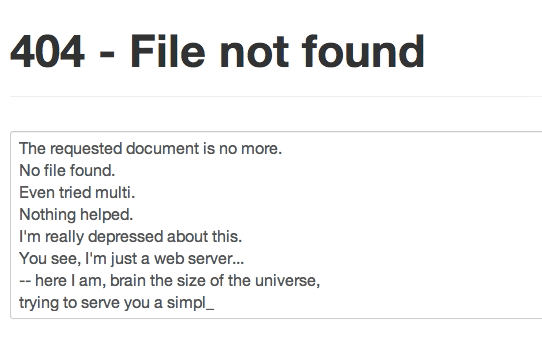 404 - File not found
The requested document is no more.
No file found.
Even tried multi.
Nothing helped.
I'm really depressed about this.
You see, I'm just a web server...
-- here I am, brain the size of the universe,
trying to serve you a simpl_